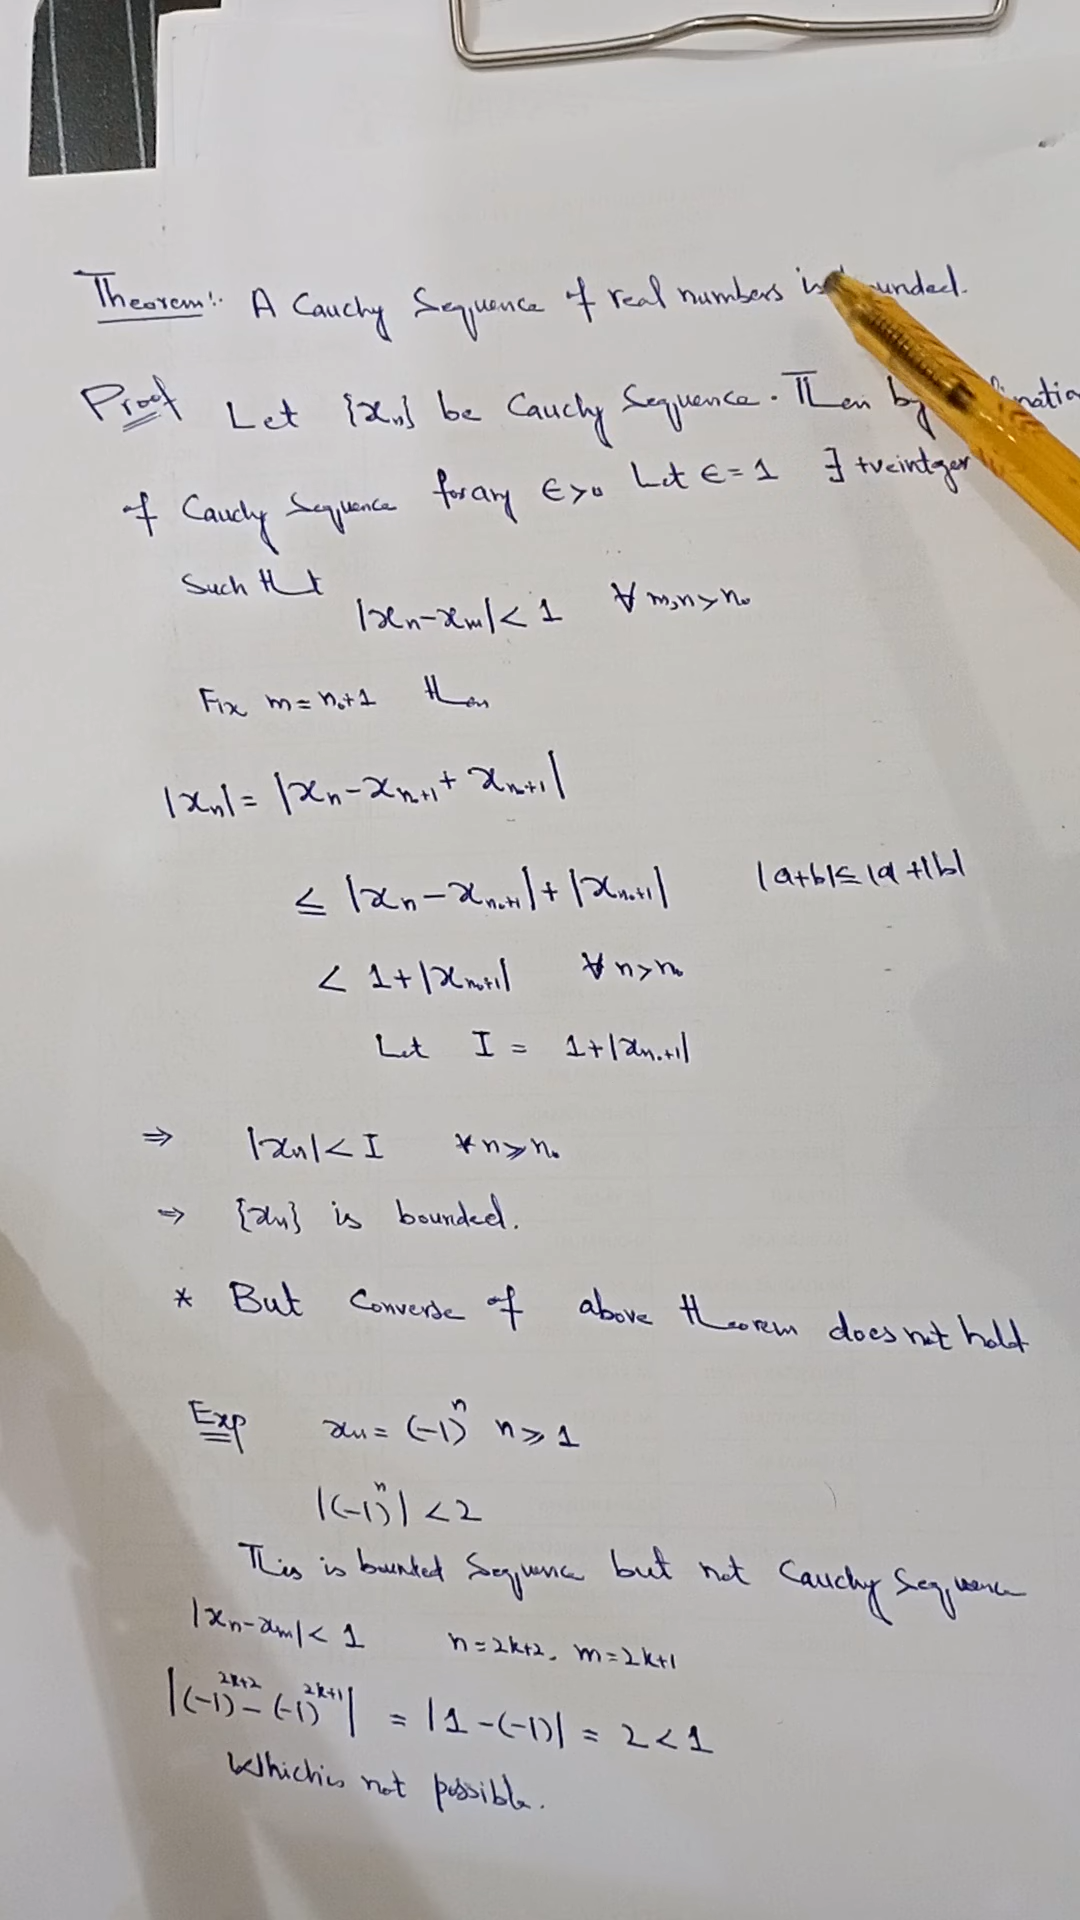 Theorem:. A Cauchy Sequence of real numbers is bounded.
Proof Let {xₙ} be Cauchy Sequence. Then by
of Cauchy Sequence for any ∈>0 Let ∈=1 ∃ +ve intger
Such that
|xₙ-xₘ|< 1 ∀ m,n>n₀
Fix m = n₀+1 then
|xₙ| = |xₙ - xₙ₀₊₁ + xₙ₀₊₁|
≤ |xₙ - xₙ₀₊₁| + |xₙ₀₊₁| |a+b|≤ |a|+|b|
< 1+|xₙ₀₊₁| ∀ n>n₀
Let I = 1+|xₙ₀₊₁|
⇒ |xₙ|< I ∀ n≥n₀
⇒ {xₙ} is bounded.
* But Converse of above theorem does not hold
Exp xₙ = (-1)ⁿ n≥1
|(-1)ⁿ| <2
This is bounted Sequence but not Cauchy Sequence
|xₙ-xₘ|< 1 n=2k+2, m=2k+1
|(-1)²ᵏ⁺² - (-1)²ᵏ⁺¹| = |1-(-1)| = 2<1
Which is not possible.